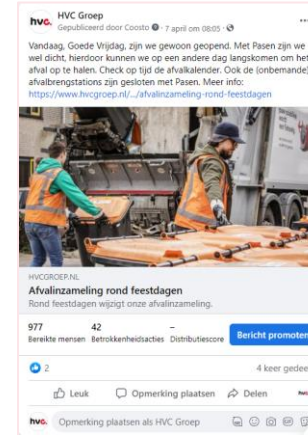 hvc.
HVC Groep
Gepubliceerd door Coosto · 7 april om 08:05 ·
Vandaag, Goede Vrijdag, zijn we gewoon geopend. Met Pasen zijn we
wel dicht, hierdoor kunnen we op een andere dag langskomen om het
afval op te halen. Check op tijd de afvalkalender. Ook de (onbemande)
afvalbrengstations zijn gesloten met Pasen. Meer info:
https://www.hvcgroep.nl/.../afvalinzameling-rond-feestdagen
HVCGROEP.NL
Afvalinzameling rond feestdagen
Rond feestdagen wijzigt onze afvalinzameling.
977 42 –
Bereikte mensen Betrokkenheidsacties Distributiescore
Bericht promoten
2 4 keer gedeel
Leuk Opmerking plaatsen Delen
hvc. Opmerking plaatsen als HVC Groep